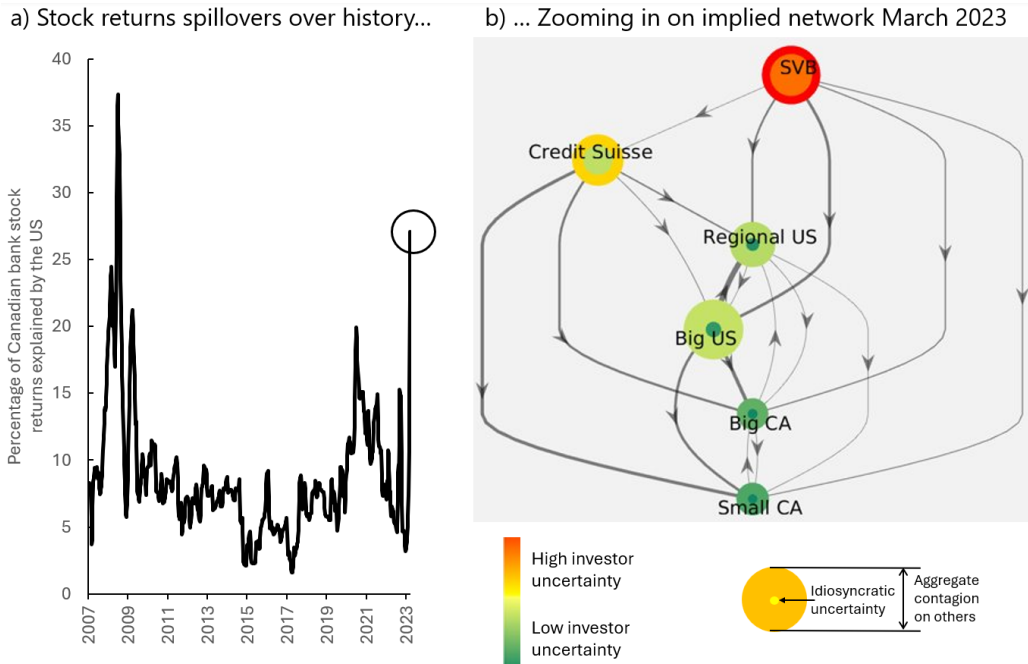 a) Stock returns spillovers over history...
b) ... Zooming in on implied network March 2023
Percentage of Canadian bank stock
returns explained by the US
40
35
30
25
20
15
10
5
0
2007
2009
2011
2013
2015
2017
2019
2021
2023
SVB
Credit Suisse
Regional US
Big US
Big CA
Small CA
High investor
uncertainty
Low investor
uncertainty
Idiosyncratic
uncertainty
Aggregate
contagion
on others